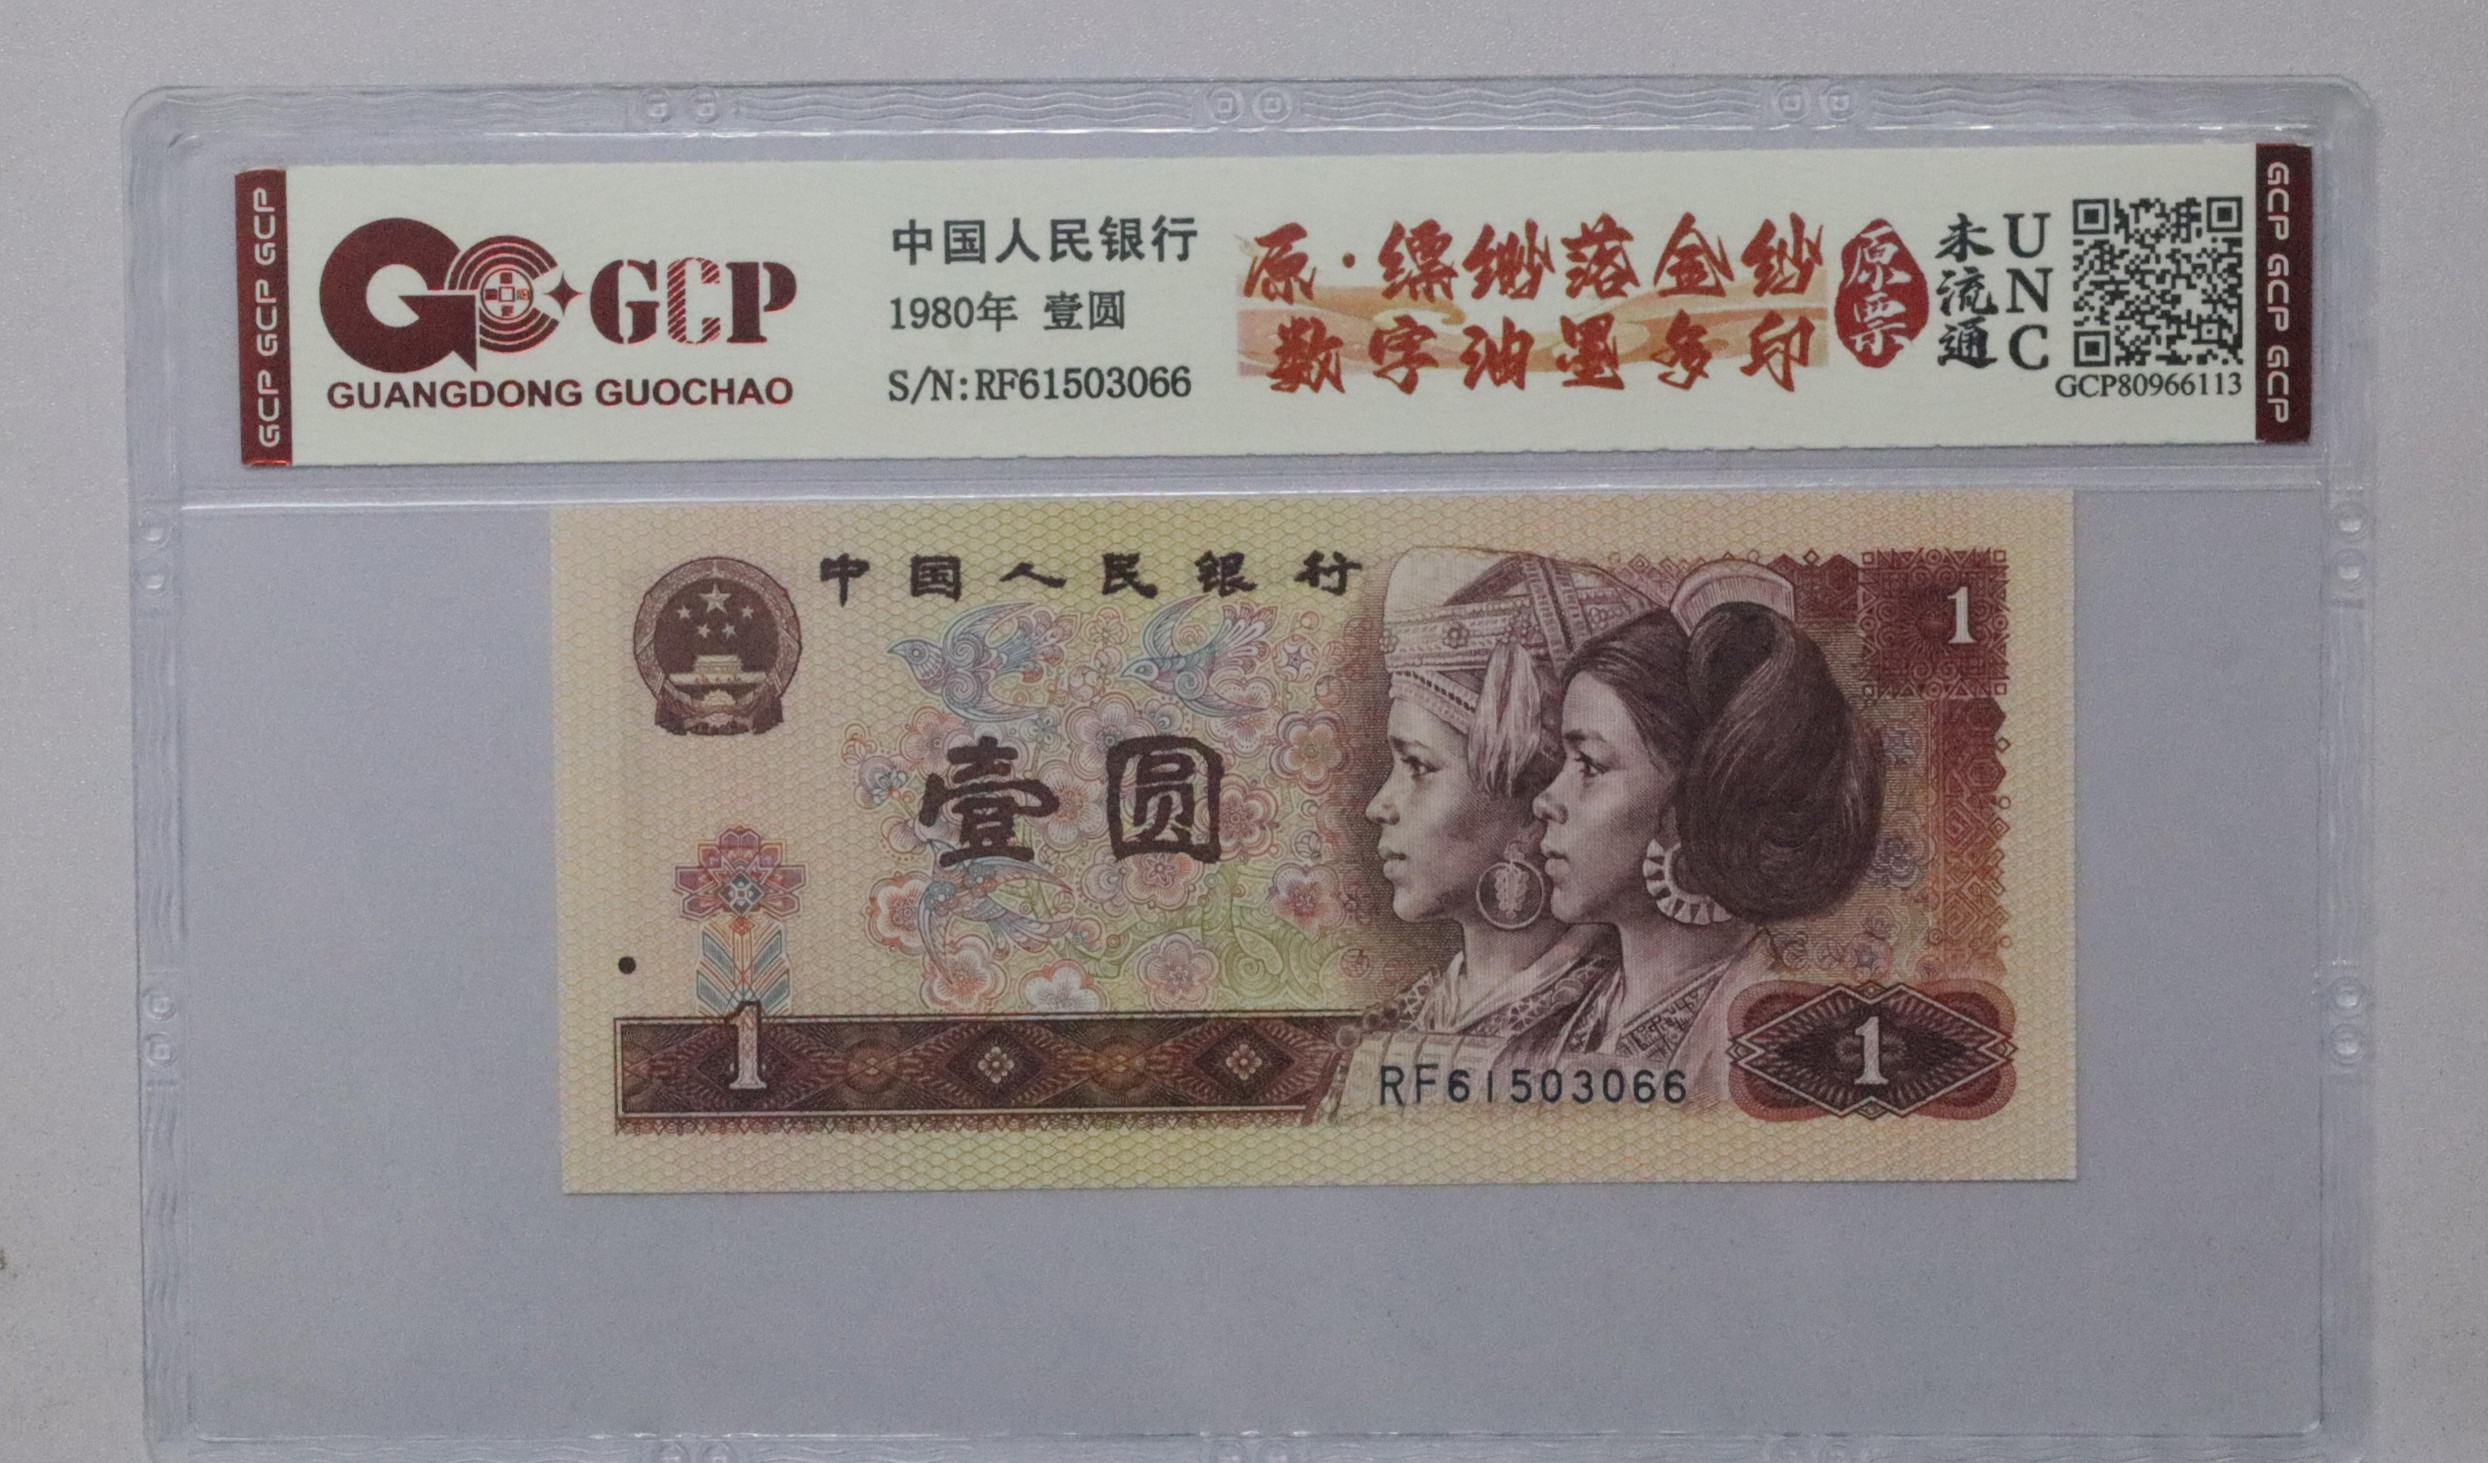 GCP GCP GCP
GCP
GUANGDONG GUOCHAO
中国人民银行
1980年 壹圆
S/N:RF61503066
原·缥缈落金纱
数字油墨多印
原票
未流通
UNC
GCP80966113
GCP GCP GCP
中国人民银行
1
壹圆
1
1
RF61503066